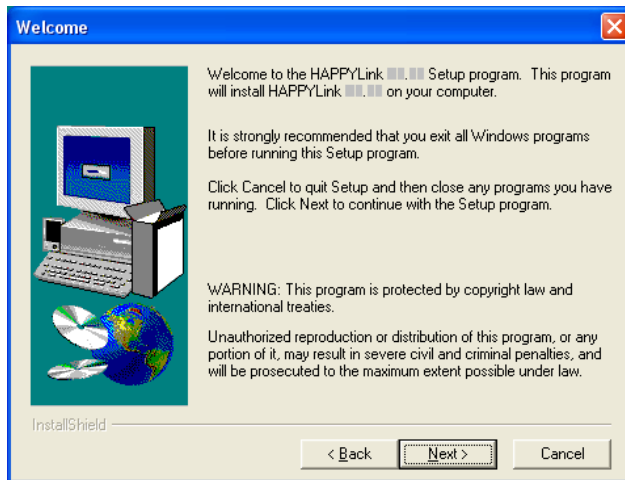 Welcome
Welcome to the HAPPYLink Setup program. This program
will install HAPPYLink on your computer.
It is strongly recommended that you exit all Windows programs
before running this Setup program.
Click Cancel to quit Setup and then close any programs you have
running. Click Next to continue with the Setup program.
WARNING: This program is protected by copyright law and
international treaties.
Unauthorized reproduction or distribution of this program, or any
portion of it, may result in severe civil and criminal penalties, and
will be prosecuted to the maximum extent possible under law.
InstallShield
< Back
Next >
Cancel